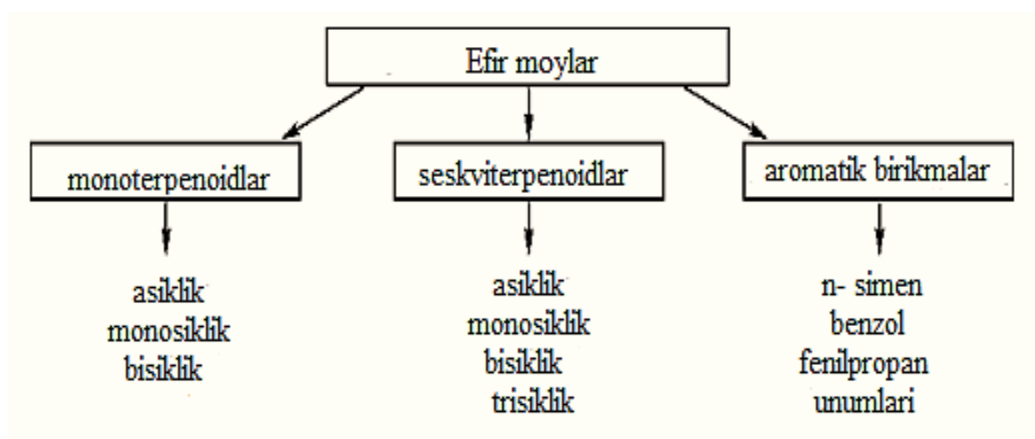 Efir moylar
monoterpenoidlar
asiklik
monosiklik
bisiklik
seskviterpenoidlar
asiklik
monosiklik
bisiklik
trisiklik
aromatik birikmalar
n- simen
benzol
fenilpropan
unumlari